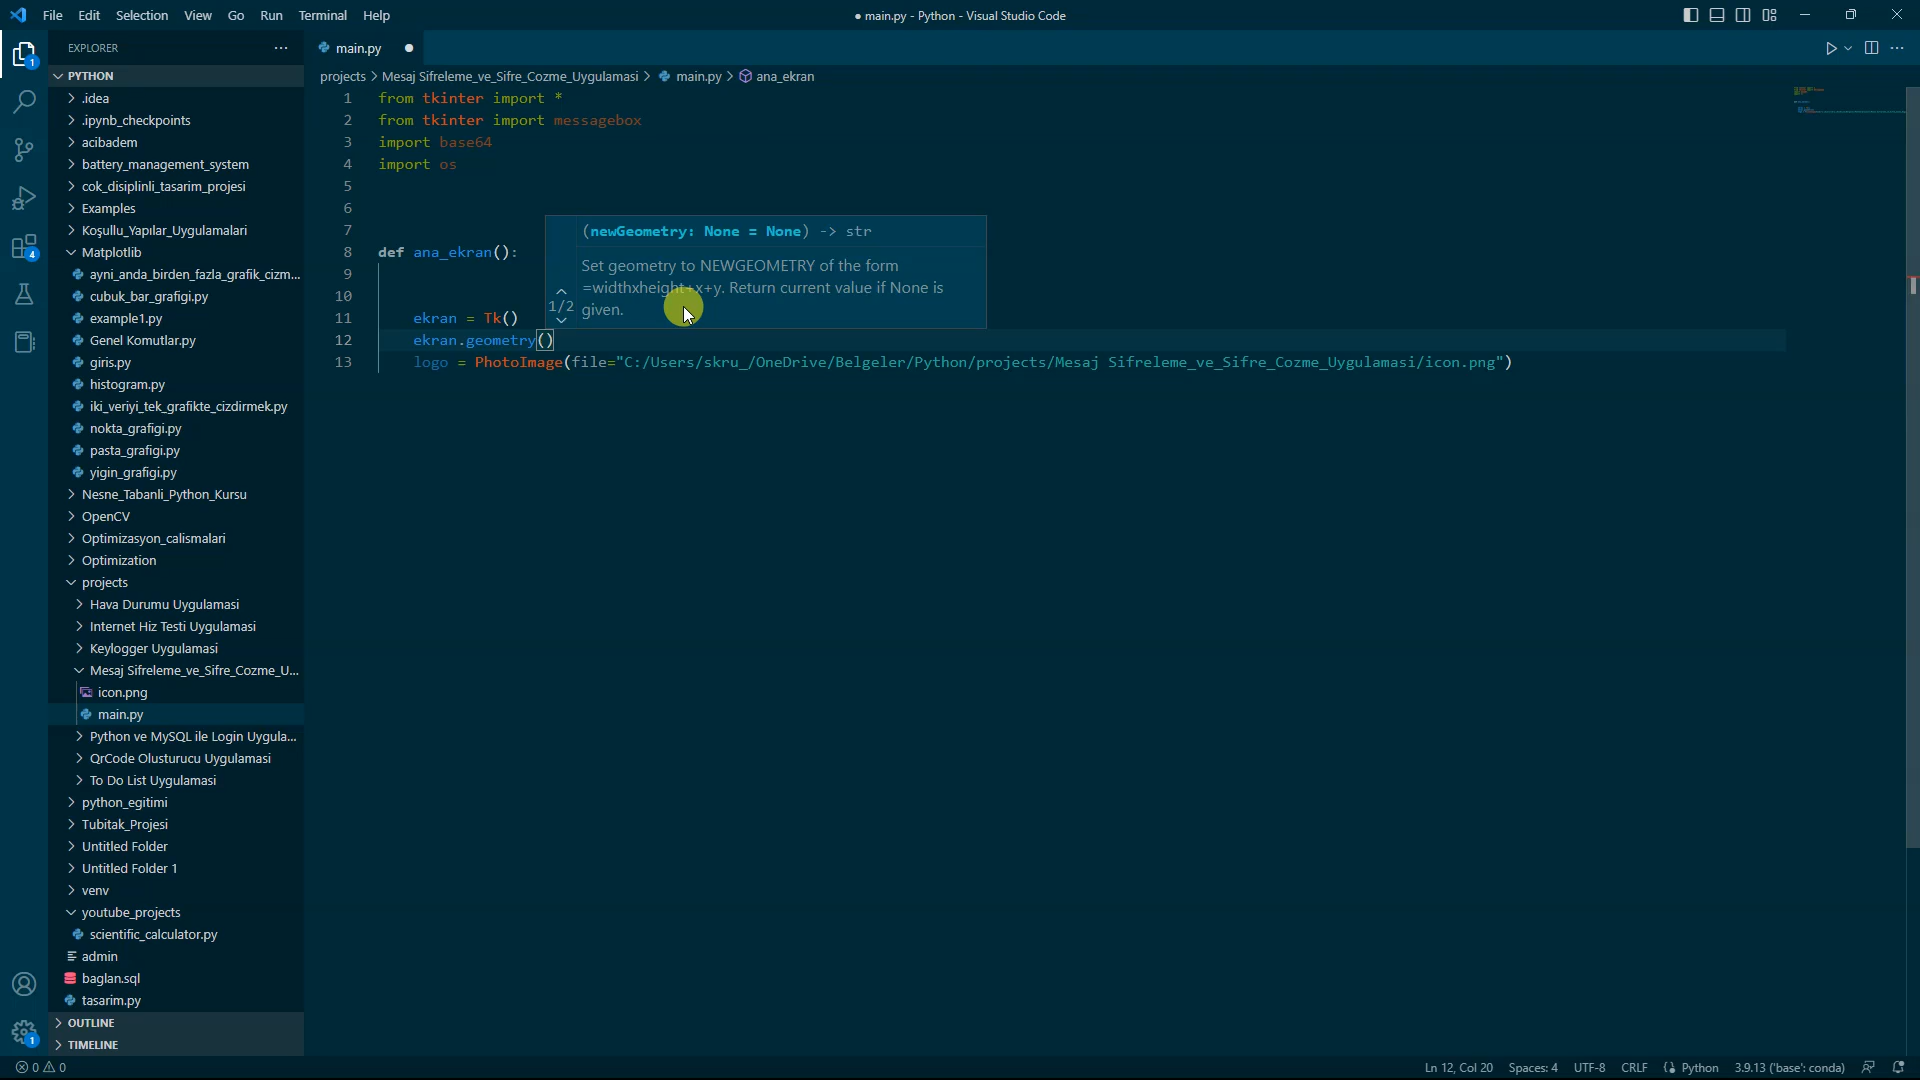 File Edit Selection View Go Run Terminal Help
● main.py - Python - Visual Studio Code
EXPLORER
main.py
PYTHON
projects > Mesaj Sifreleme_ve_Sifre_Cozme_Uygulamasi > main.py > ana_ekran
.idea
.ipynb_checkpoints
acibadem
battery_management_system
cok_disiplinli_tasarim_projesi
Examples
Koşullu_Yapılar_Uygulamalari
Matplotlib
ayni_anda_birden_fazla_grafik_cizm...
cubuk_bar_grafigi.py
example1.py
Genel Komutlar.py
giris.py
histogram.py
iki_veriyi_tek_grafikte_cizdirmek.py
nokta_grafigi.py
pasta_grafigi.py
yigin_grafigi.py
Nesne_Tabanli_Python_Kursu
OpenCV
Optimizasyon_calismalari
Optimization
projects
Hava Durumu Uygulamasi
Internet Hiz Testi Uygulamasi
Keylogger Uygulamasi
Mesaj Sifreleme_ve_Sifre_Cozme_U...
icon.png
main.py
Python ve MySQL ile Login Uygula...
QrCode Olusturucu Uygulamasi
To Do List Uygulamasi
python_egitimi
Tubitak_Projesi
Untitled Folder
Untitled Folder 1
venv
youtube_projects
scientific_calculator.py
admin
baglan.sql
tasarim.py
OUTLINE
TIMELINE
1 from tkinter import *
2 from tkinter import messagebox
3 import base64
4 import os
5
6
7
8 def ana_ekran():
9
10
11 ekran = Tk()
12 ekran.geometry()
13 logo = PhotoImage(file="C:/Users/skru_/OneDrive/Belgeler/Python/projects/Mesaj Sifreleme_ve_Sifre_Cozme_Uygulamasi/icon.png")
(newGeometry: None = None) -> str
Set geometry to NEWGEOMETRY of the form
=widthxheight+x+y. Return current value if None is
given.
1/2
1
4
1
0 0
Ln 12, Col 20 Spaces: 4 UTF-8 CRLF Python 3.9.13 ('base': conda)